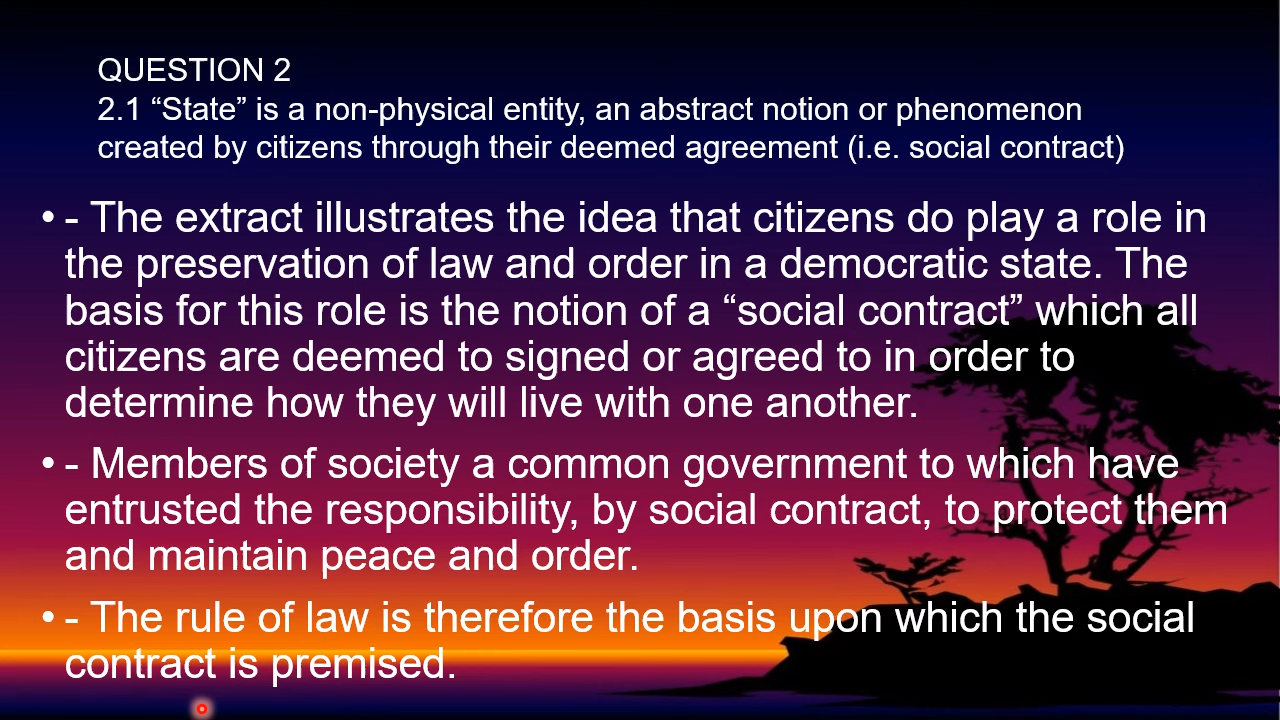 QUESTION 2
2.1 “State” is a non-physical entity, an abstract notion or phenomenon
created by citizens through their deemed agreement (i.e. social contract)
• - The extract illustrates the idea that citizens do play a role in
the preservation of law and order in a democratic state. The
basis for this role is the notion of a “social contract” which all
citizens are deemed to signed or agreed to in order to
determine how they will live with one another.
• - Members of society a common government to which have
entrusted the responsibility, by social contract, to protect them
and maintain peace and order.
• - The rule of law is therefore the basis upon which the social
contract is premised.